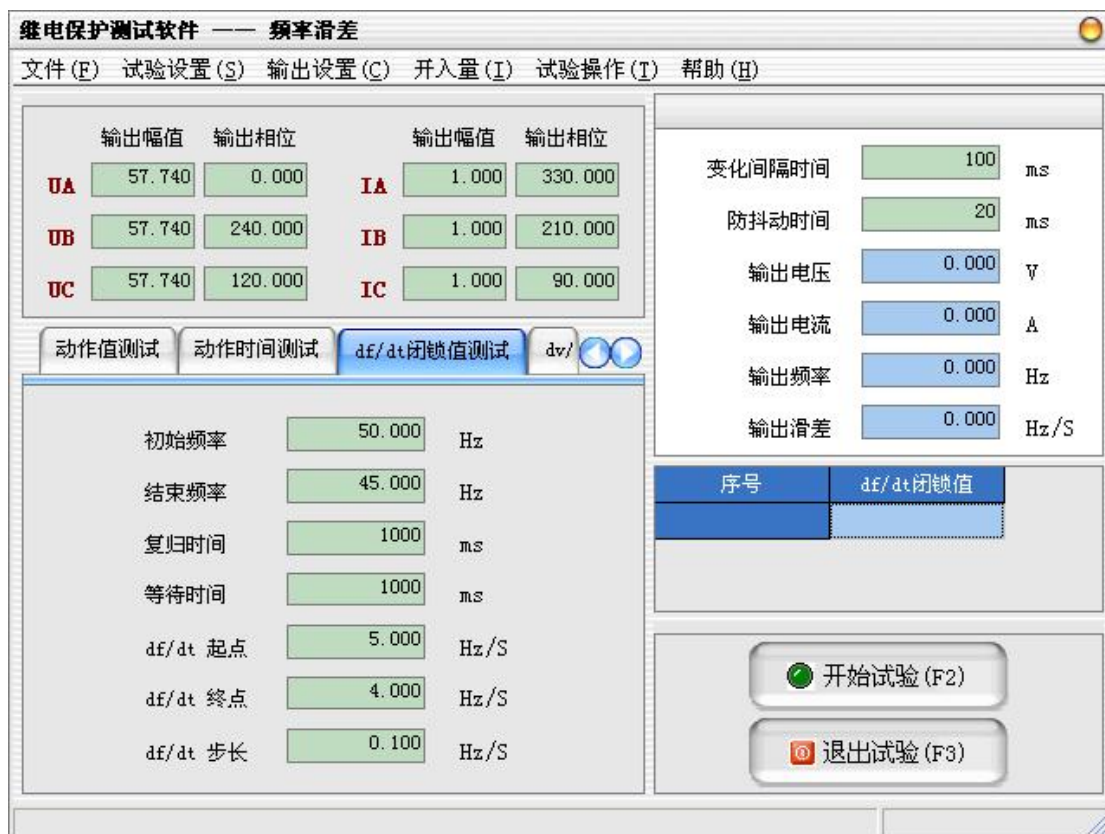 继电保护测试软件 —— 频率滑差
文件(F) 试验设置(S) 输出设置(C) 开入量(I) 试验操作(T) 帮助(H)
输出幅值 输出相位 输出幅值 输出相位
UA 57.740 0.000 IA 1.000 330.000
UB 57.740 240.000 IB 1.000 210.000
UC 57.740 120.000 IC 1.000 90.000
动作值测试 动作时间测试 df/dt闭锁值测试 dv/
初始频率 50.000 Hz
结束频率 45.000 Hz
复归时间 1000 ms
等待时间 1000 ms
df/dt 起点 5.000 Hz/S
df/dt 终点 4.000 Hz/S
df/dt 步长 0.100 Hz/S
变化间隔时间 100 ms
防抖动时间 20 ms
输出电压 0.000 V
输出电流 0.000 A
输出频率 0.000 Hz
输出滑差 0.000 Hz/S
序号 df/dt闭锁值
开始试验(F2)
退出试验(F3)